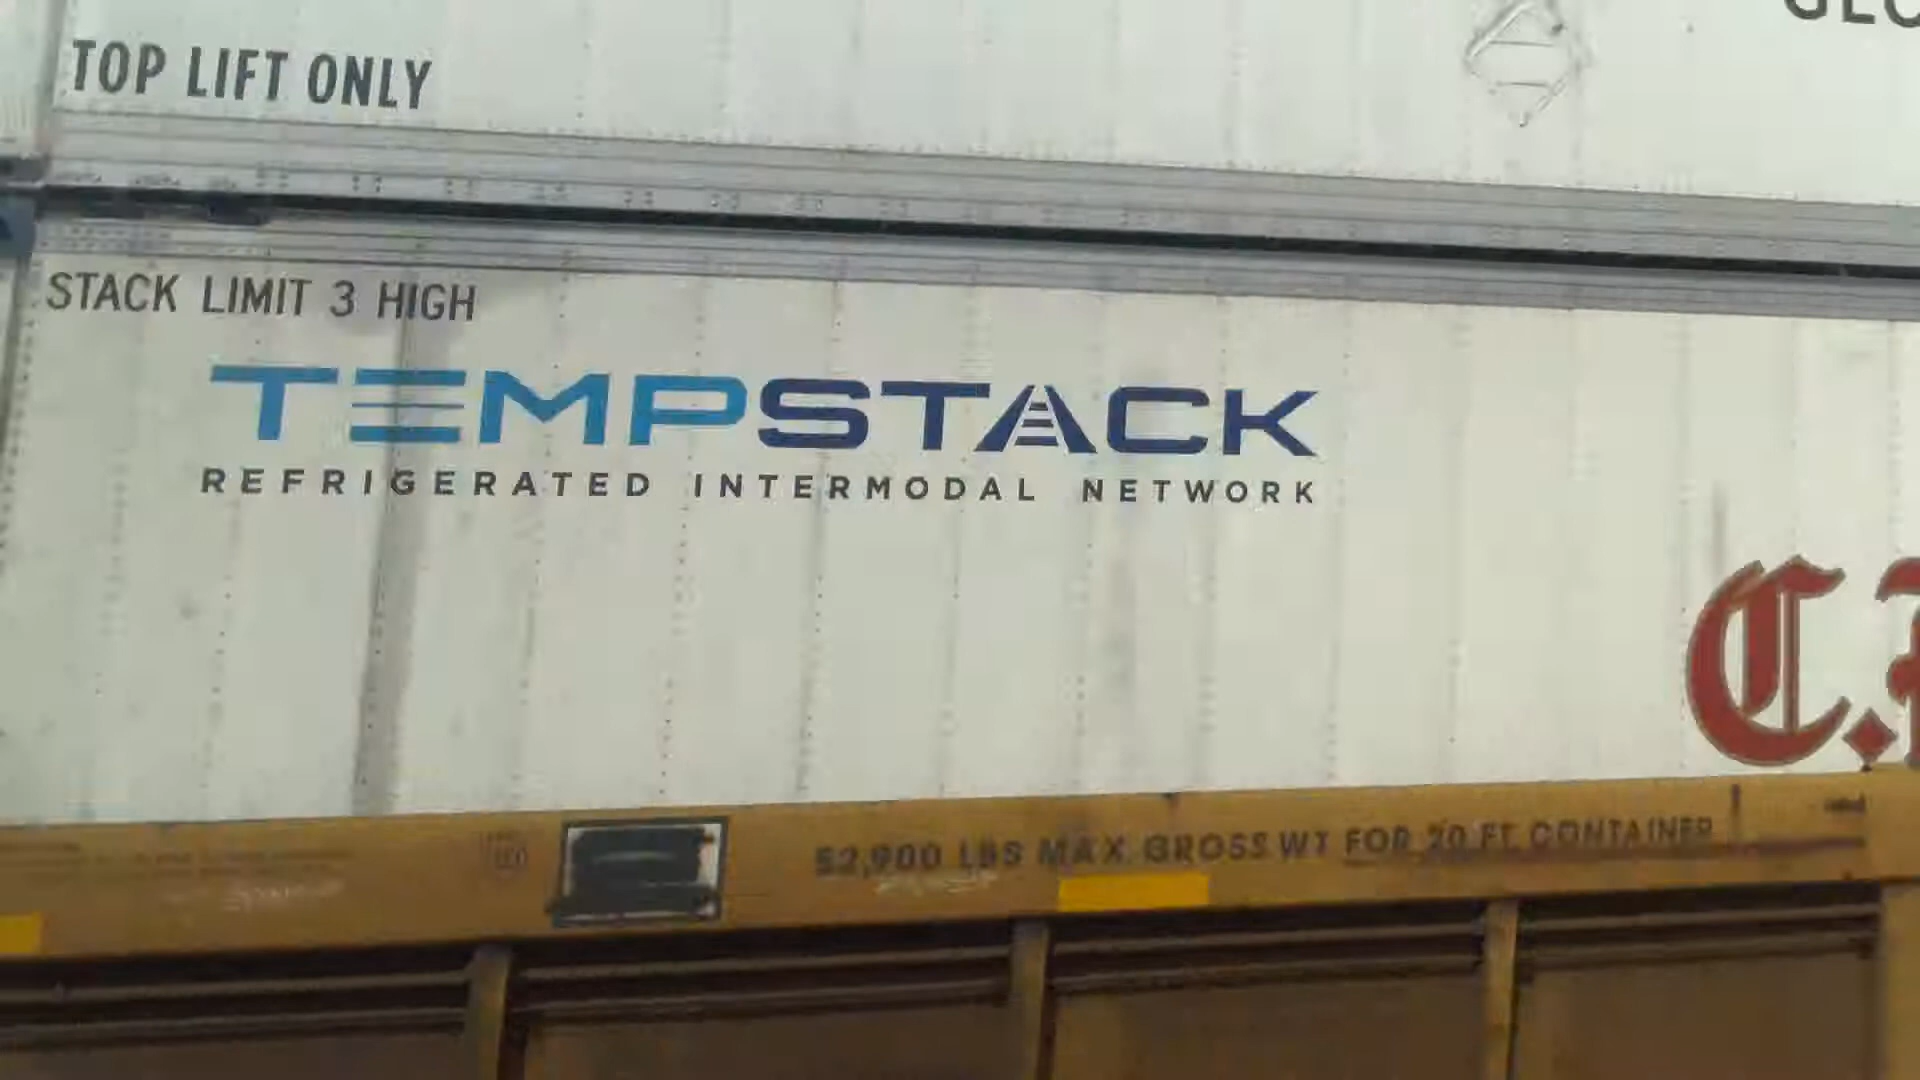 TOP LIFT ONLY
STACK LIMIT 3 HIGH
TEMPSTACK
REFRIGERATED INTERMODAL NETWORK
C.
52,900 LBS MAX. GROSS WT FOR 20 FT. CONTAINER